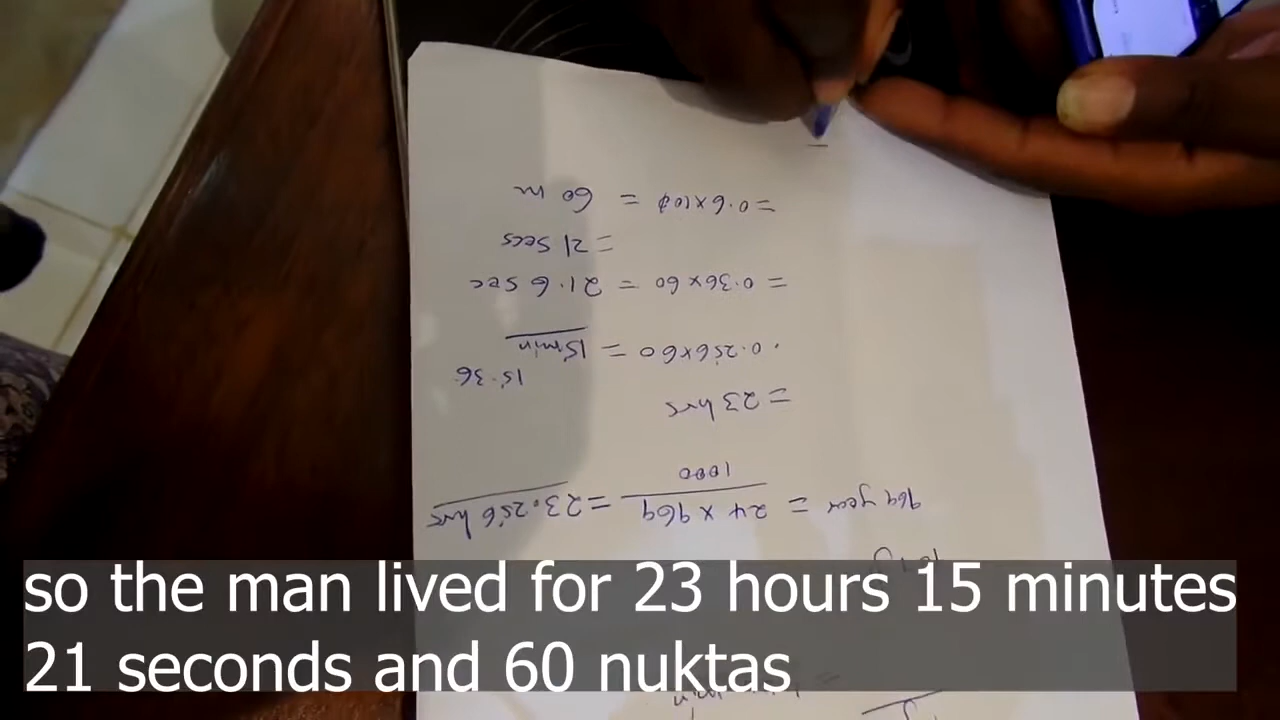 969 year = 24 x 969 / 1000 = 23.256 hrs
= 23 hrs
15.36
0.256x60 = 15min
= 0.36x60 = 21.6 sec
= 21 Secs
= 0.6x100 = 60 n
so the man lived for 23 hours 15 minutes
21 seconds and 60 nuktas